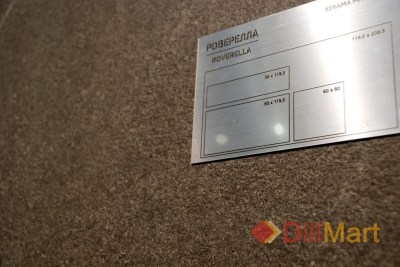 KERAMA
РОВЕРЕЛЛА
ROVERELLA
119,5 x 238,5
30 x 119,5
60 x 119,5
60 x 60
DiliMart